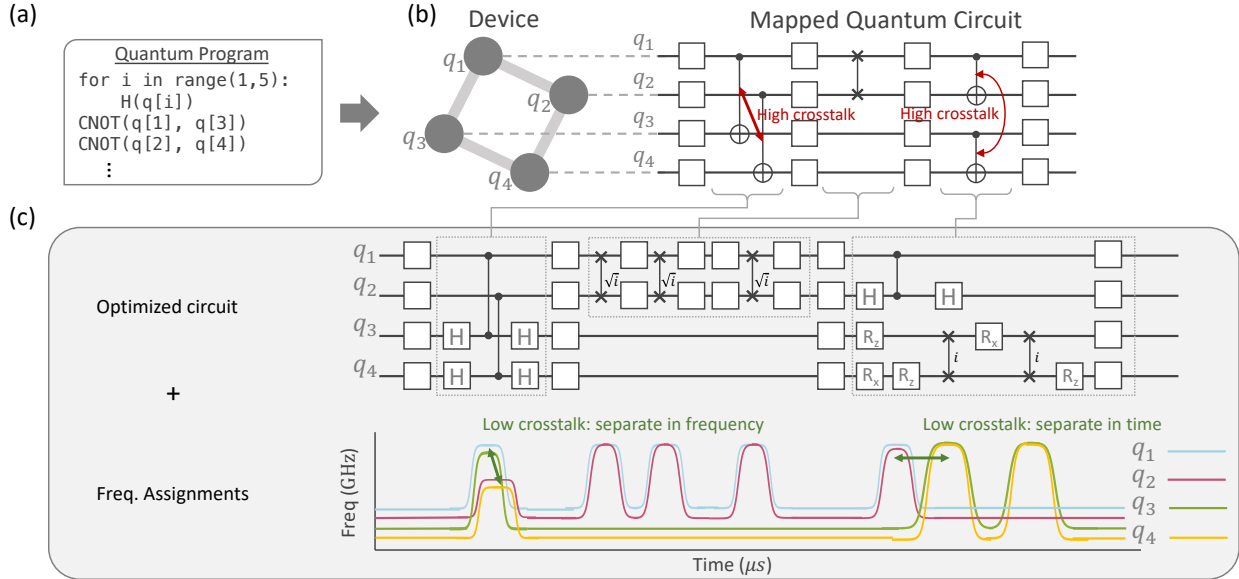 (a)
Quantum Program
for i in range(1,5):
H(q[i])
CNOT(q[1], q[3])
CNOT(q[2], q[4])
⋮
(b)
Device
Mapped Quantum Circuit
q1
q2
q3
q4
q1
q2
q3
q4
High crosstalk
High crosstalk
(c)
Optimized circuit
+
Freq. Assignments
q1
q2
q3
q4
√i
√i
√i
H
H
H
H
H
H
Rz
Rx
i
i
Rx
Rz
Rz
Low crosstalk: separate in frequency
Low crosstalk: separate in time
Freq (GHz)
Time (μs)
q1
q2
q3
q4